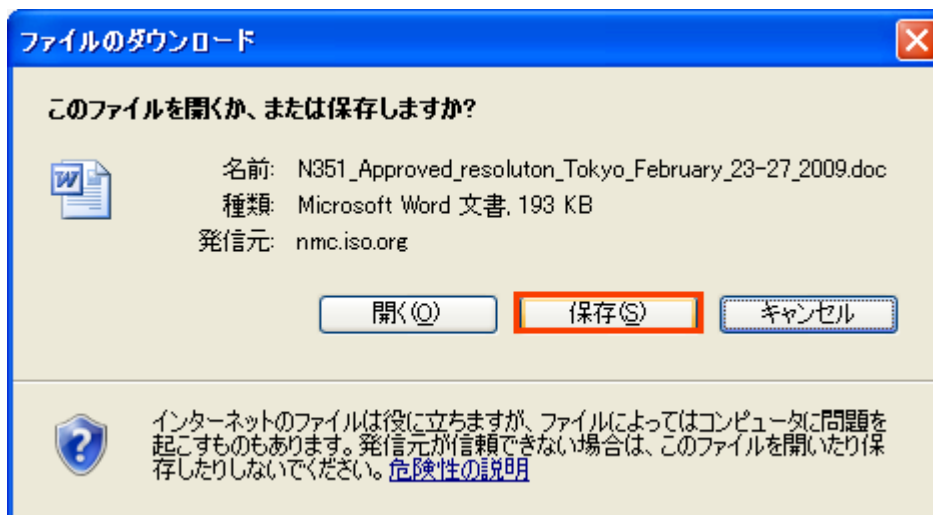 ファイルのダウンロード
このファイルを開くか、または保存しますか?
名前: N351_Approved_resoluton_Tokyo_February_23-27_2009.doc
種類: Microsoft Word 文書, 193 KB
発信元: nmc.iso.org
開く(O) 保存(S) キャンセル
インターネットのファイルは役に立ちますが、ファイルによってはコンピュータに問題を
起こすものもあります。発信元が信頼できない場合は、このファイルを開いたり保
存したりしないでください。危険性の説明